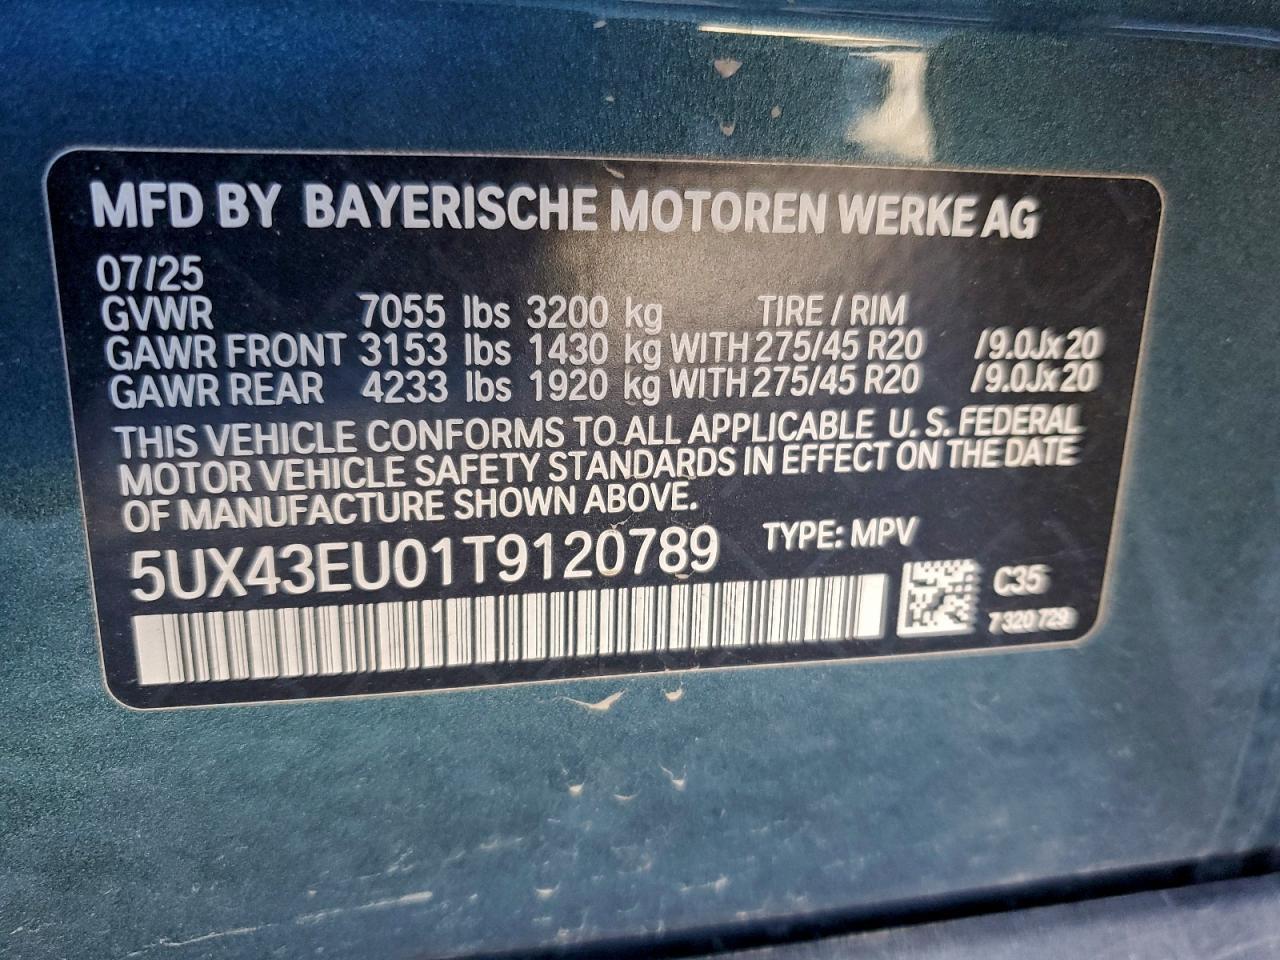 MFD BY BAYERISCHE MOTOREN WERKE AG
07/25
GVWR 7055 lbs 3200 kg TIRE / RIM
GAWR FRONT 3153 lbs 1430 kg WITH 275/45 R20 / 9.0Jx20
GAWR REAR 4233 lbs 1920 kg WITH 275/45 R20 / 9.0Jx20
THIS VEHICLE CONFORMS TO ALL APPLICABLE U. S. FEDERAL
MOTOR VEHICLE SAFETY STANDARDS IN EFFECT ON THE DATE
OF MANUFACTURE SHOWN ABOVE.
5UX43EU01T9120789 TYPE: MPV
C35
7 320 729